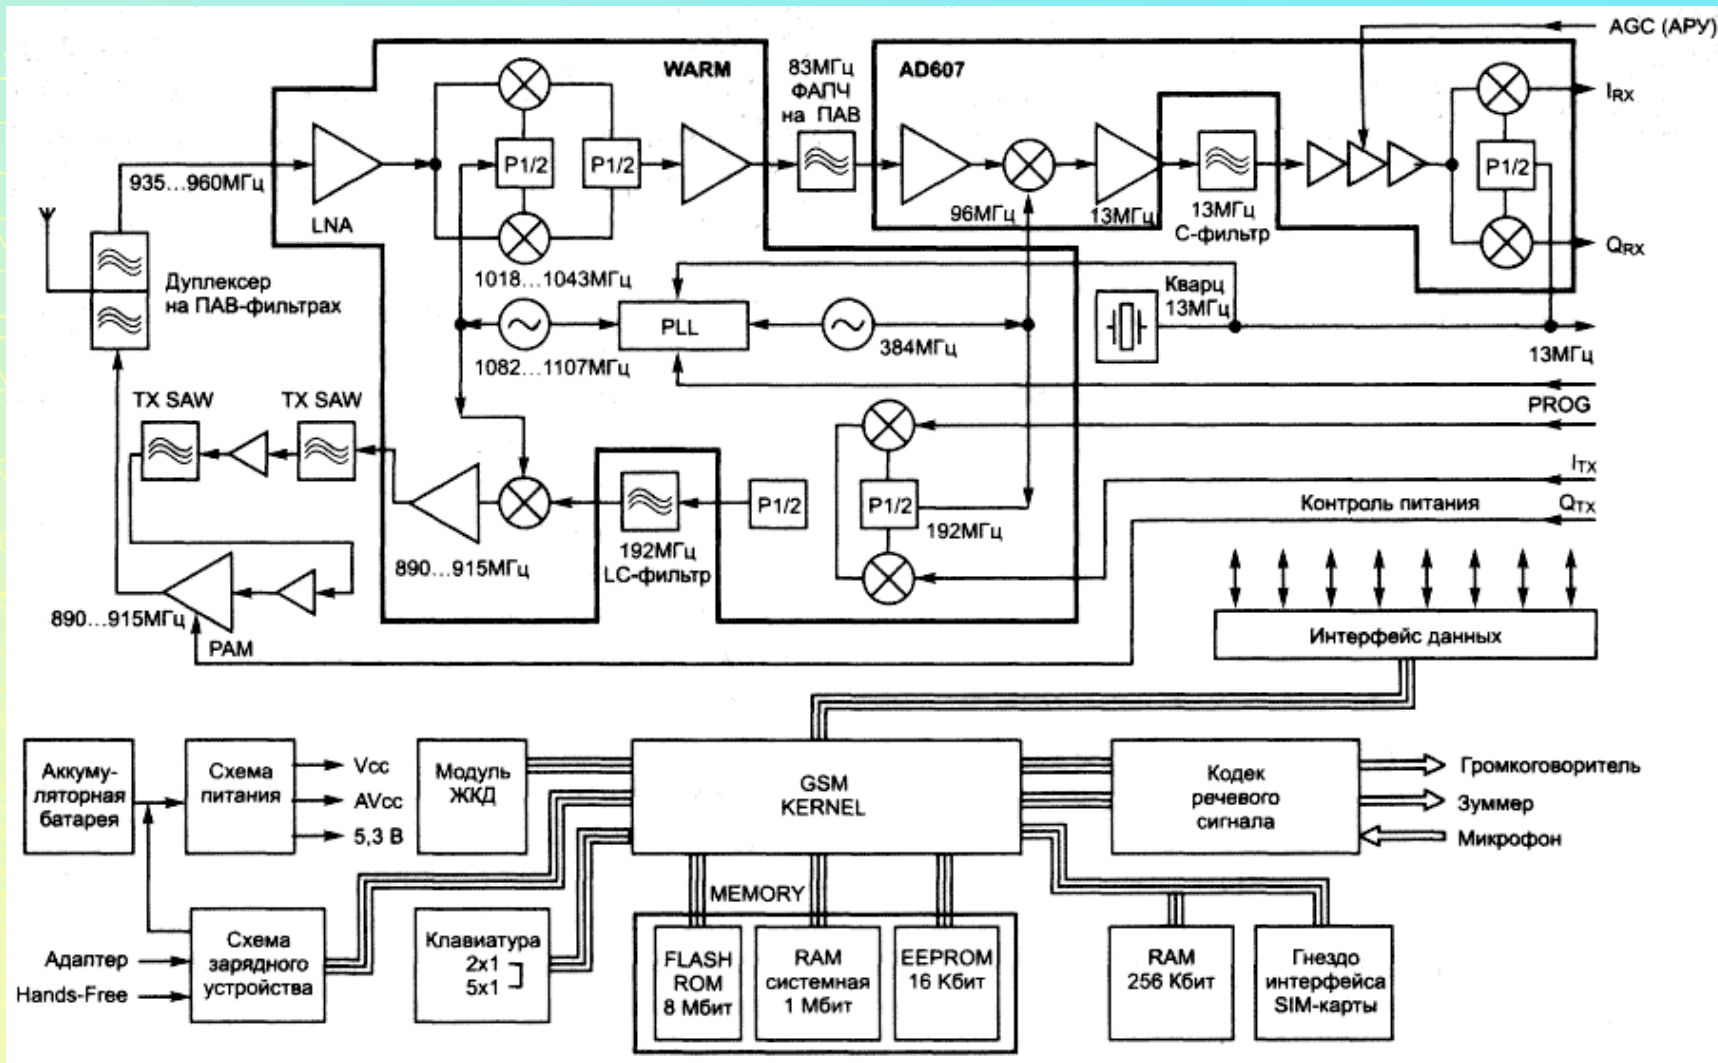 AGC (АРУ)
WARM
83МГц
ФАПЧ
на ПАВ
AD607
IRX
P1/2
P1/2
P1/2
935...960МГц
LNA
96МГц
13МГц
13МГц
С-фильтр
QRX
Дуплексер
на ПАВ-фильтрах
1018...1043МГц
Кварц
13МГц
PLL
384МГц
1082...1107МГц
13МГц
TX SAW
TX SAW
PROG
ITX
P1/2
P1/2
Контроль питания
QTX
192МГц
192МГц
LC-фильтр
890...915МГц
890...915МГц
PAM
Интерфейс данных
Аккуму-
ляторная
батарея
Схема
питания
Vcc
AVcc
5,3 В
Модуль
ЖКД
GSM
KERNEL
Кодек
речевого
сигнала
Громкоговоритель
Зуммер
Микрофон
MEMORY
Адаптер
Hands-Free
Схема
зарядного
устройства
Клавиатура
2x1
5x1
FLASH
ROM
8 Мбит
RAM
системная
1 Мбит
EEPROM
16 Кбит
RAM
256 Кбит
Гнездо
интерфейса
SIM-карты